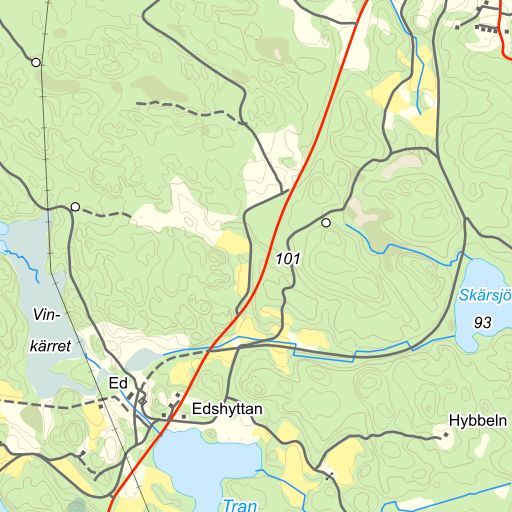 101
Skärsjö
93
Vin-
kärret
Ed
Edshyttan
Hybbeln
Tran